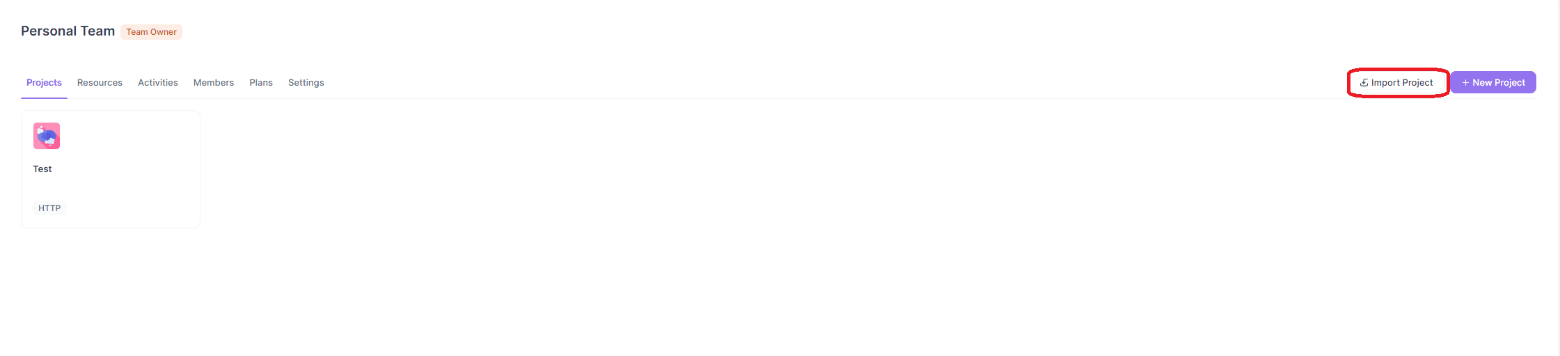 Personal Team Team Owner
Projects Resources Activities Members Plans Settings Import Project + New Project
Test
HTTP